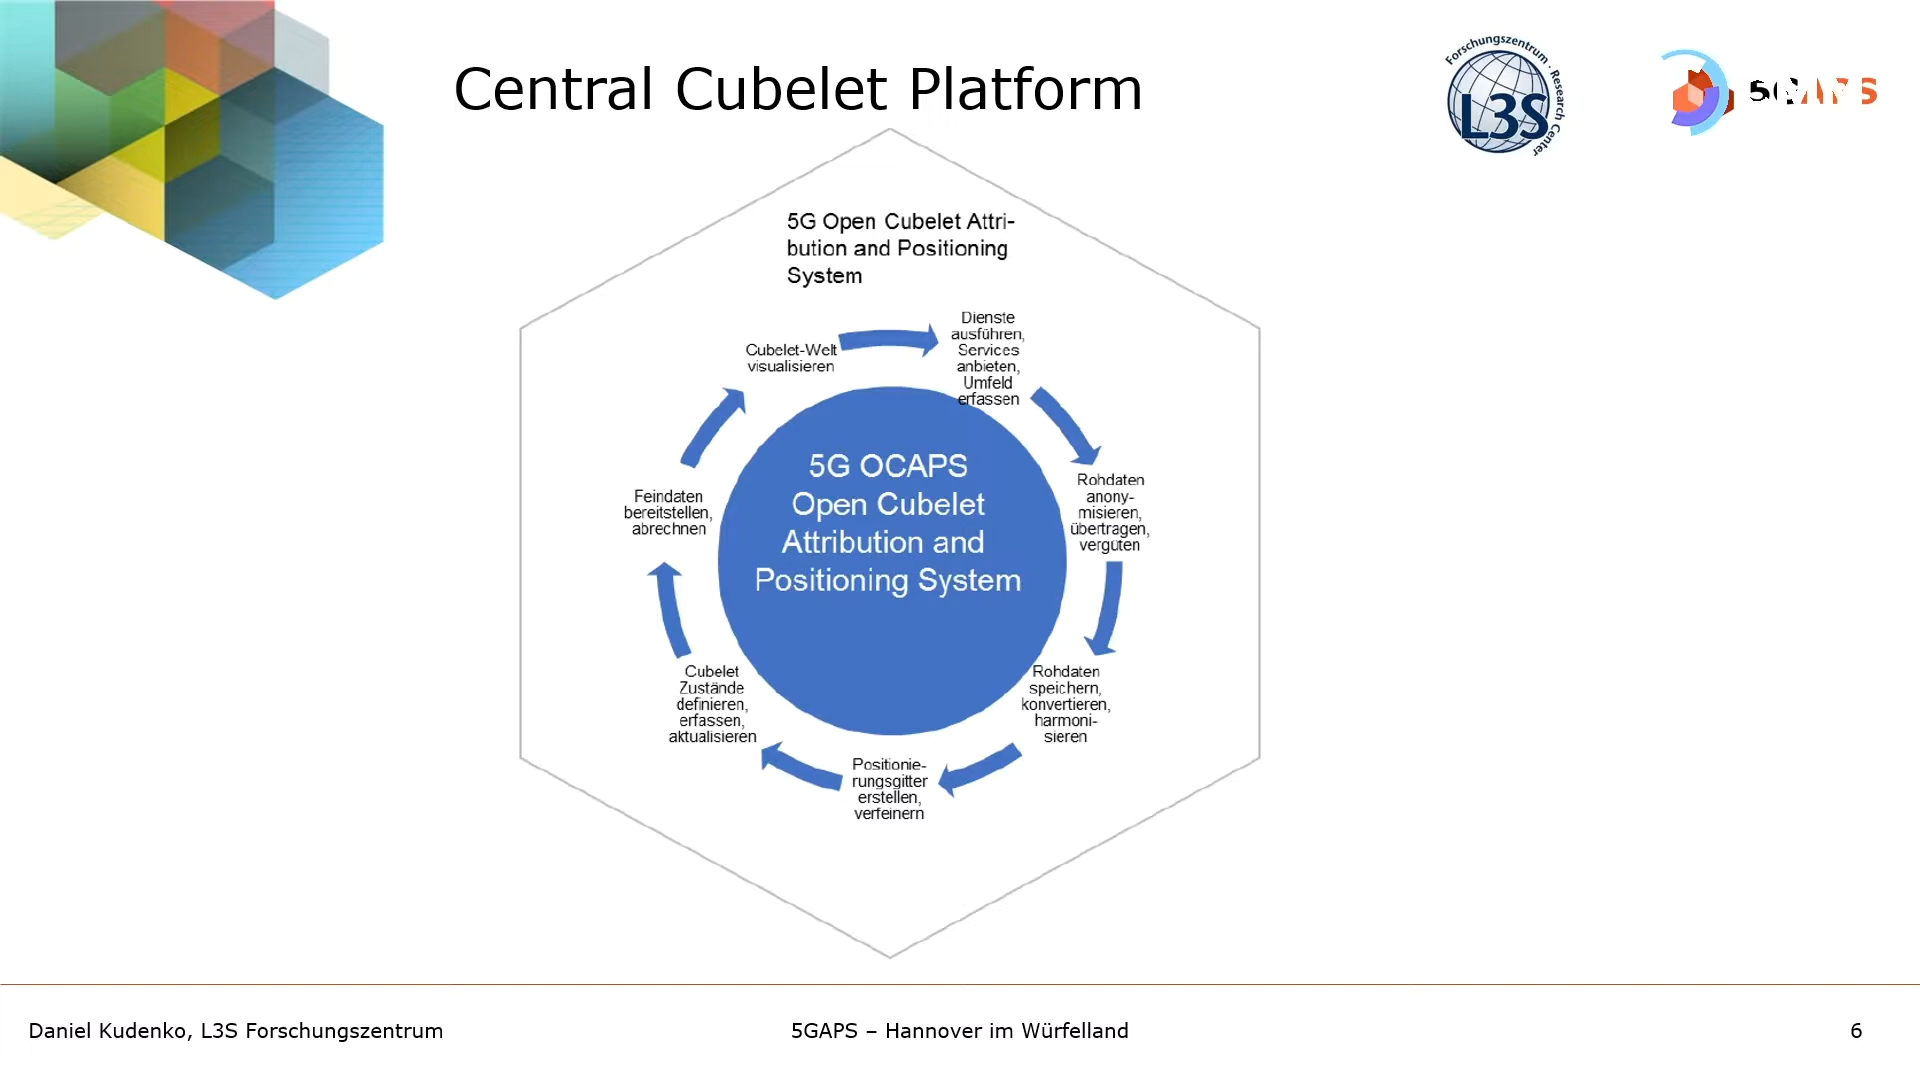 Central Cubelet Platform
Forschungszentrum · Research Center
L3S
5G Open Cubelet Attri-
bution and Positioning
System
Dienste
ausführen,
Services
anbieten,
Umfeld
erfassen
Cubelet-Welt
visualisieren
5G OCAPS
Open Cubelet
Attribution and
Positioning System
Rohdaten
anony-
misieren,
übertragen,
vergüten
Feindaten
bereitstellen,
abrechnen
Rohdaten
speichern,
konvertieren,
harmoni-
sieren
Cubelet
Zustände
definieren,
erfassen,
aktualisieren
Positionie-
rungsgitter
erstellen,
verfeinern
Daniel Kudenko, L3S Forschungszentrum
5GAPS – Hannover im Würfelland
6